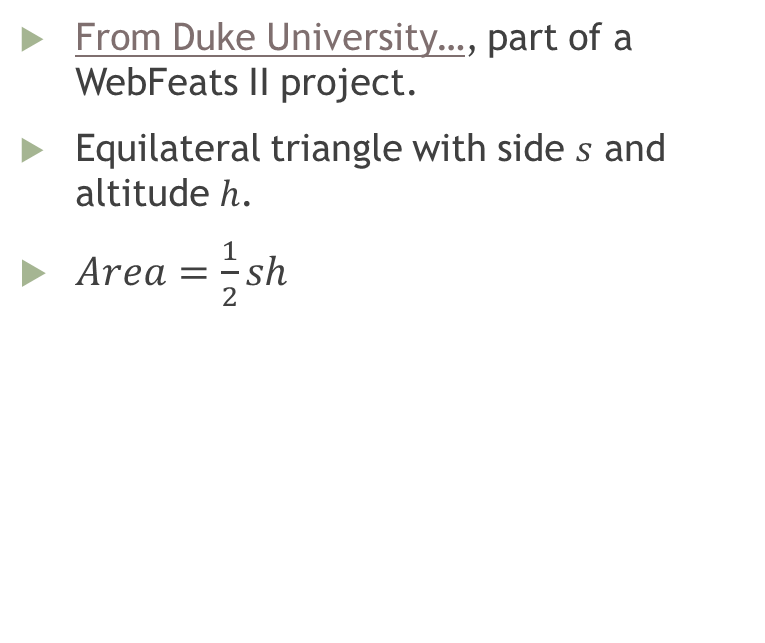 From Duke University…, part of a
WebFeats II project.
Equilateral triangle with side s and
altitude h.
Area = 1/2 sh